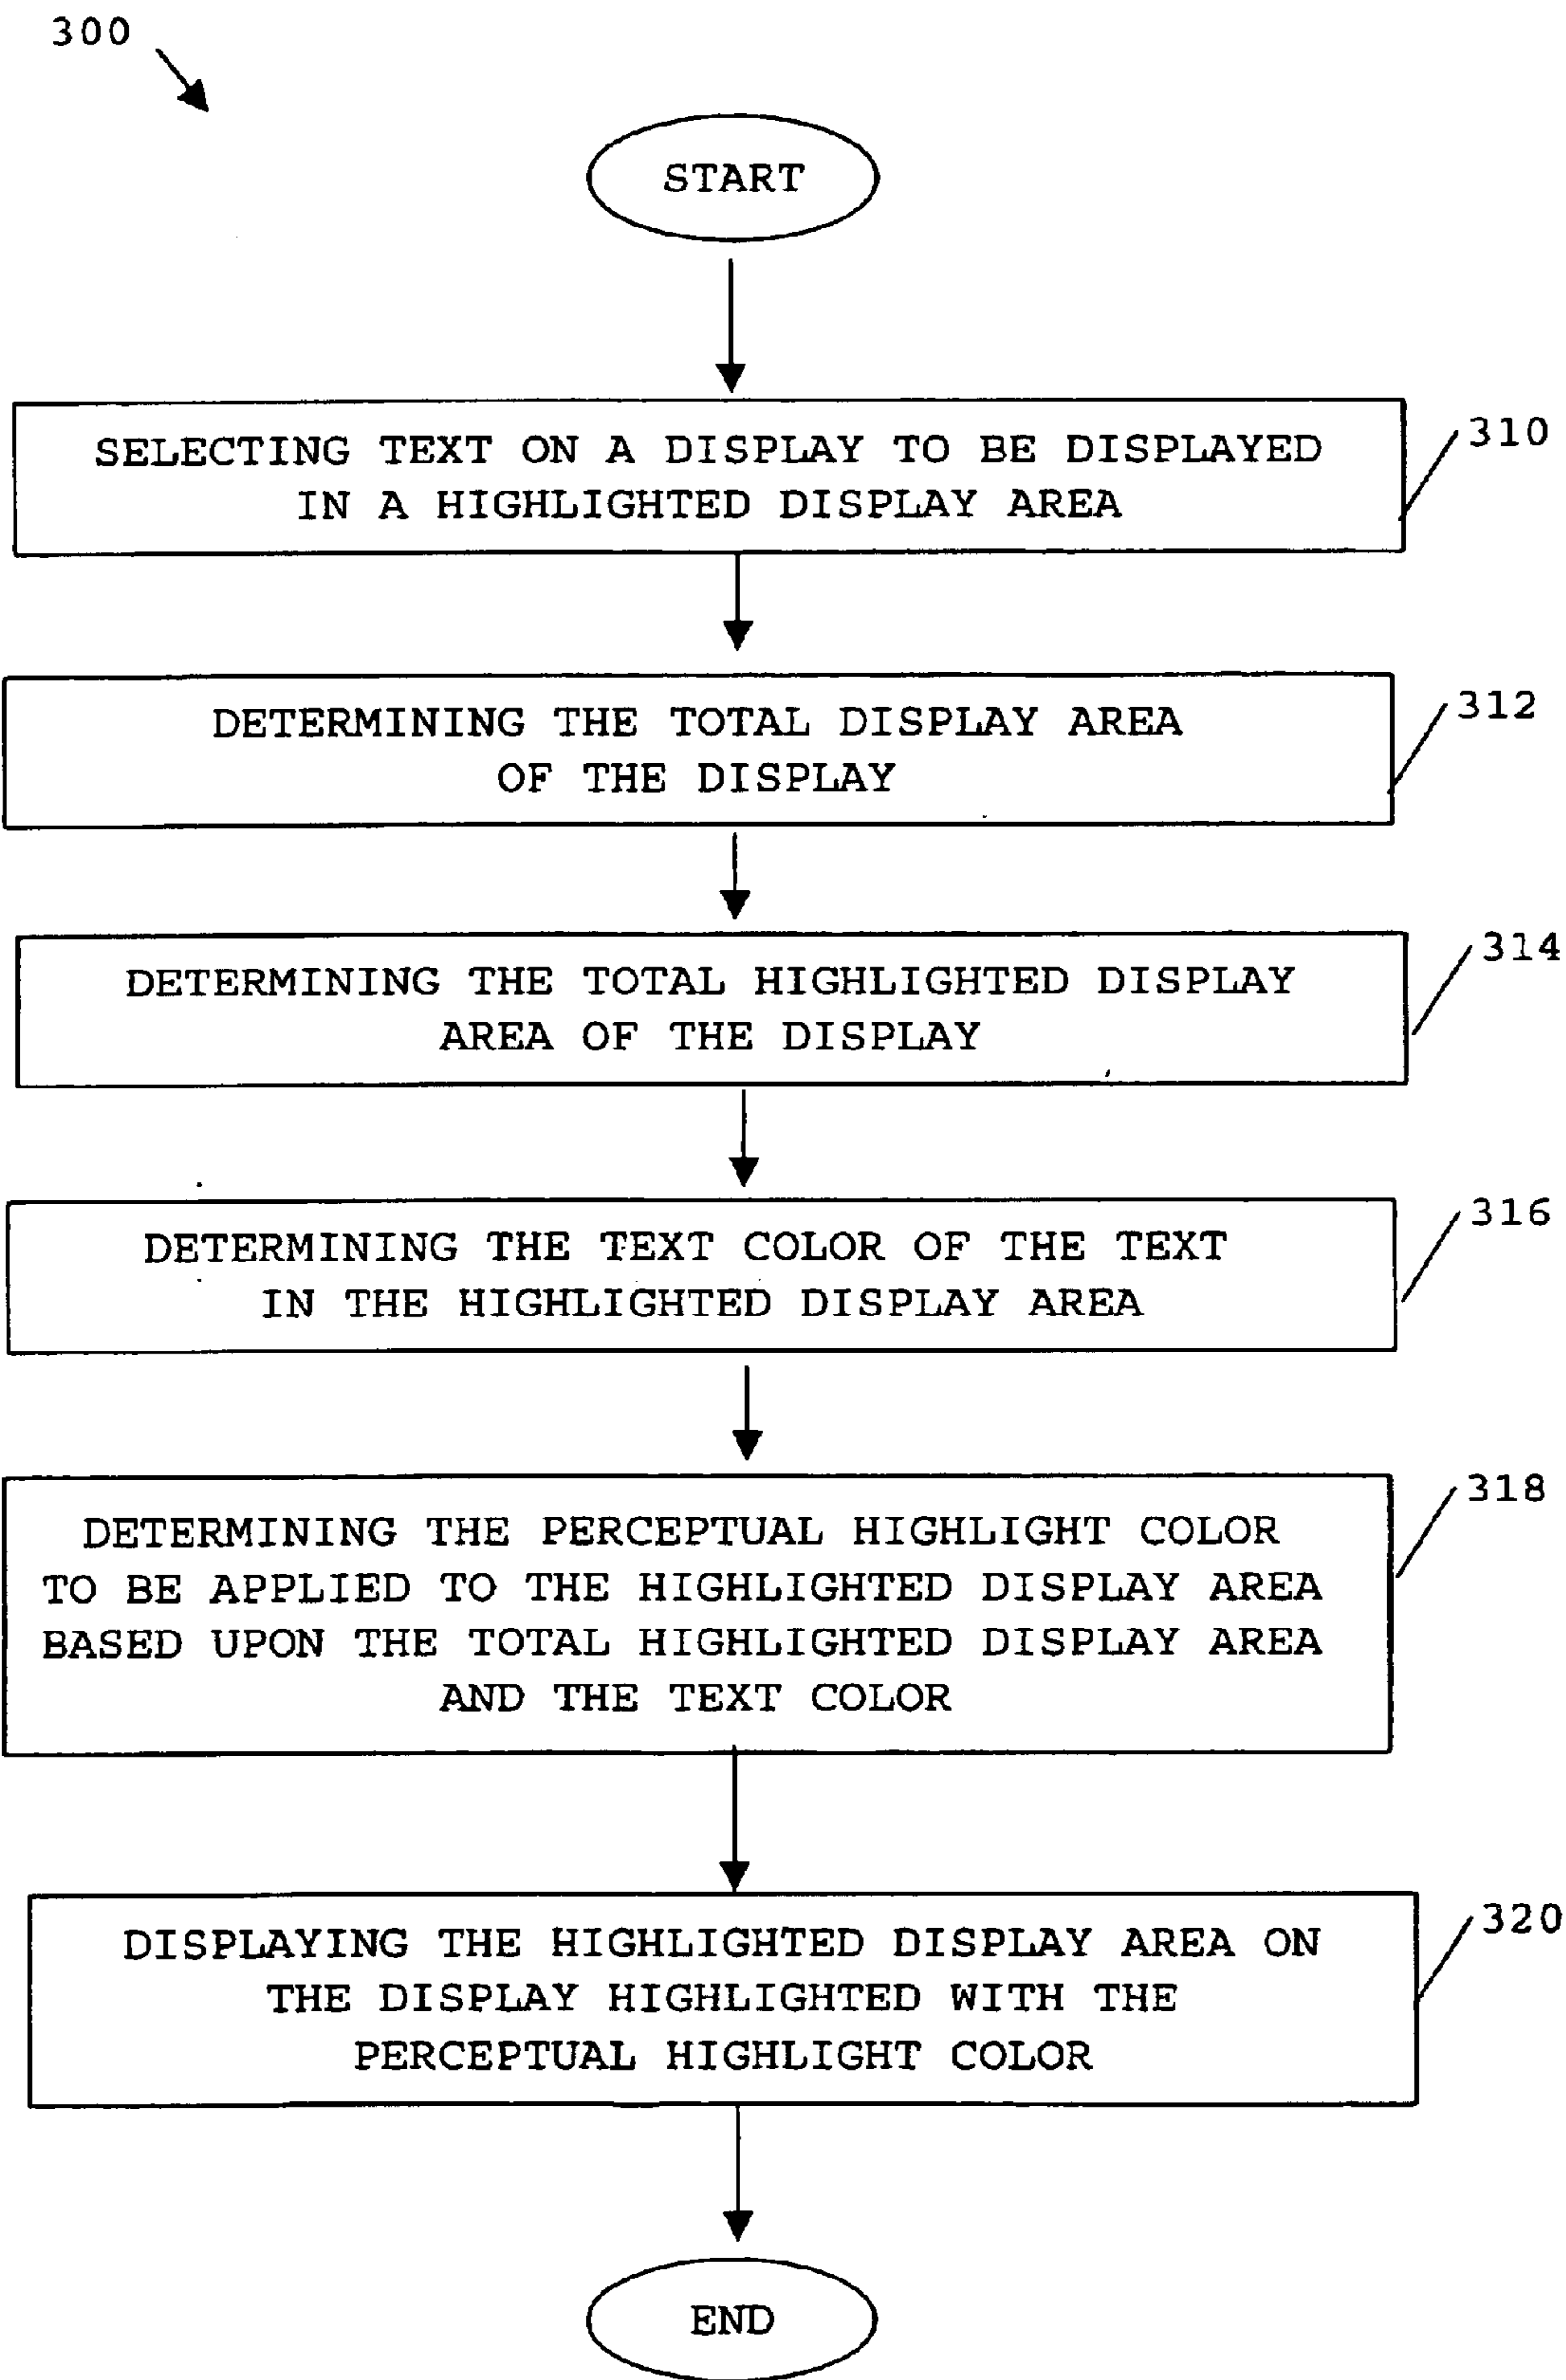 300
START
SELECTING TEXT ON A DISPLAY TO BE DISPLAYED
IN A HIGHLIGHTED DISPLAY AREA
310
DETERMINING THE TOTAL DISPLAY AREA
OF THE DISPLAY
312
DETERMINING THE TOTAL HIGHLIGHTED DISPLAY
AREA OF THE DISPLAY
314
DETERMINING THE TEXT COLOR OF THE TEXT
IN THE HIGHLIGHTED DISPLAY AREA
316
DETERMINING THE PERCEPTUAL HIGHLIGHT COLOR
TO BE APPLIED TO THE HIGHLIGHTED DISPLAY AREA
BASED UPON THE TOTAL HIGHLIGHTED DISPLAY AREA
AND THE TEXT COLOR
318
DISPLAYING THE HIGHLIGHTED DISPLAY AREA ON
THE DISPLAY HIGHLIGHTED WITH THE
PERCEPTUAL HIGHLIGHT COLOR
320
END